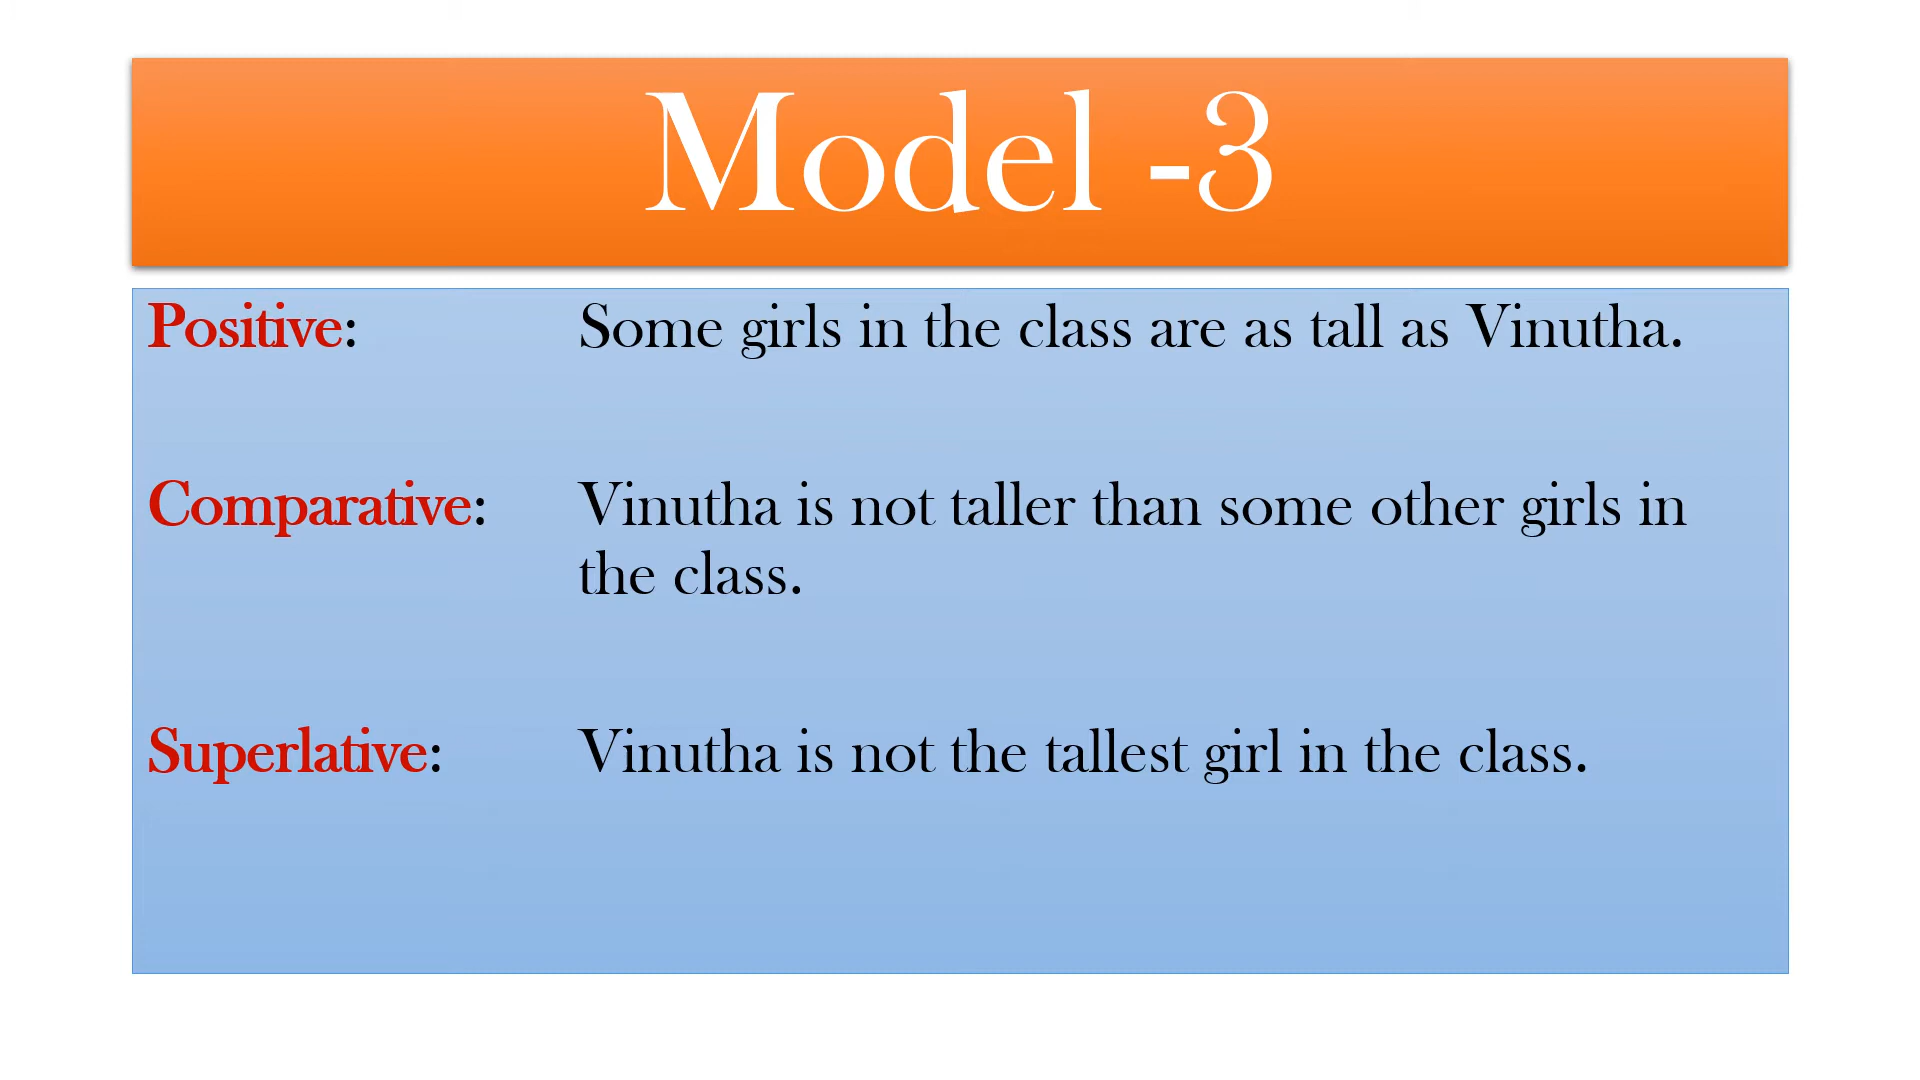 Model -3
Positive: Some girls in the class are as tall as Vinutha.
Comparative: Vinutha is not taller than some other girls in
the class.
Superlative: Vinutha is not the tallest girl in the class.